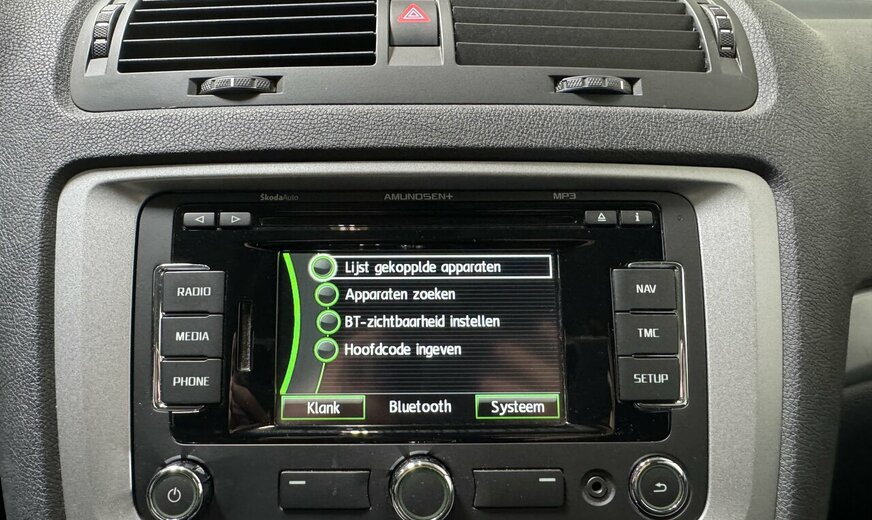 ŠkodaAuto AMUNDSEN+ MP3
i
RADIO
MEDIA
PHONE
Lijst gekopplde apparaten
Apparaten zoeken
BT-zichtbaarheid instellen
Hoofdcode ingeven
Klank Bluetooth Systeem
NAV
TMC
SETUP